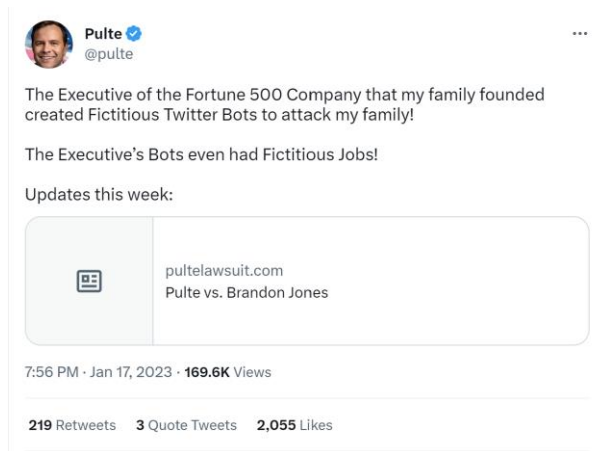 Pulte
@pulte
The Executive of the Fortune 500 Company that my family founded
created Fictitious Twitter Bots to attack my family!
The Executive’s Bots even had Fictitious Jobs!
Updates this week:
pultelawsuit.com
Pulte vs. Brandon Jones
7:56 PM · Jan 17, 2023 · 169.6K Views
219 Retweets 3 Quote Tweets 2,055 Likes